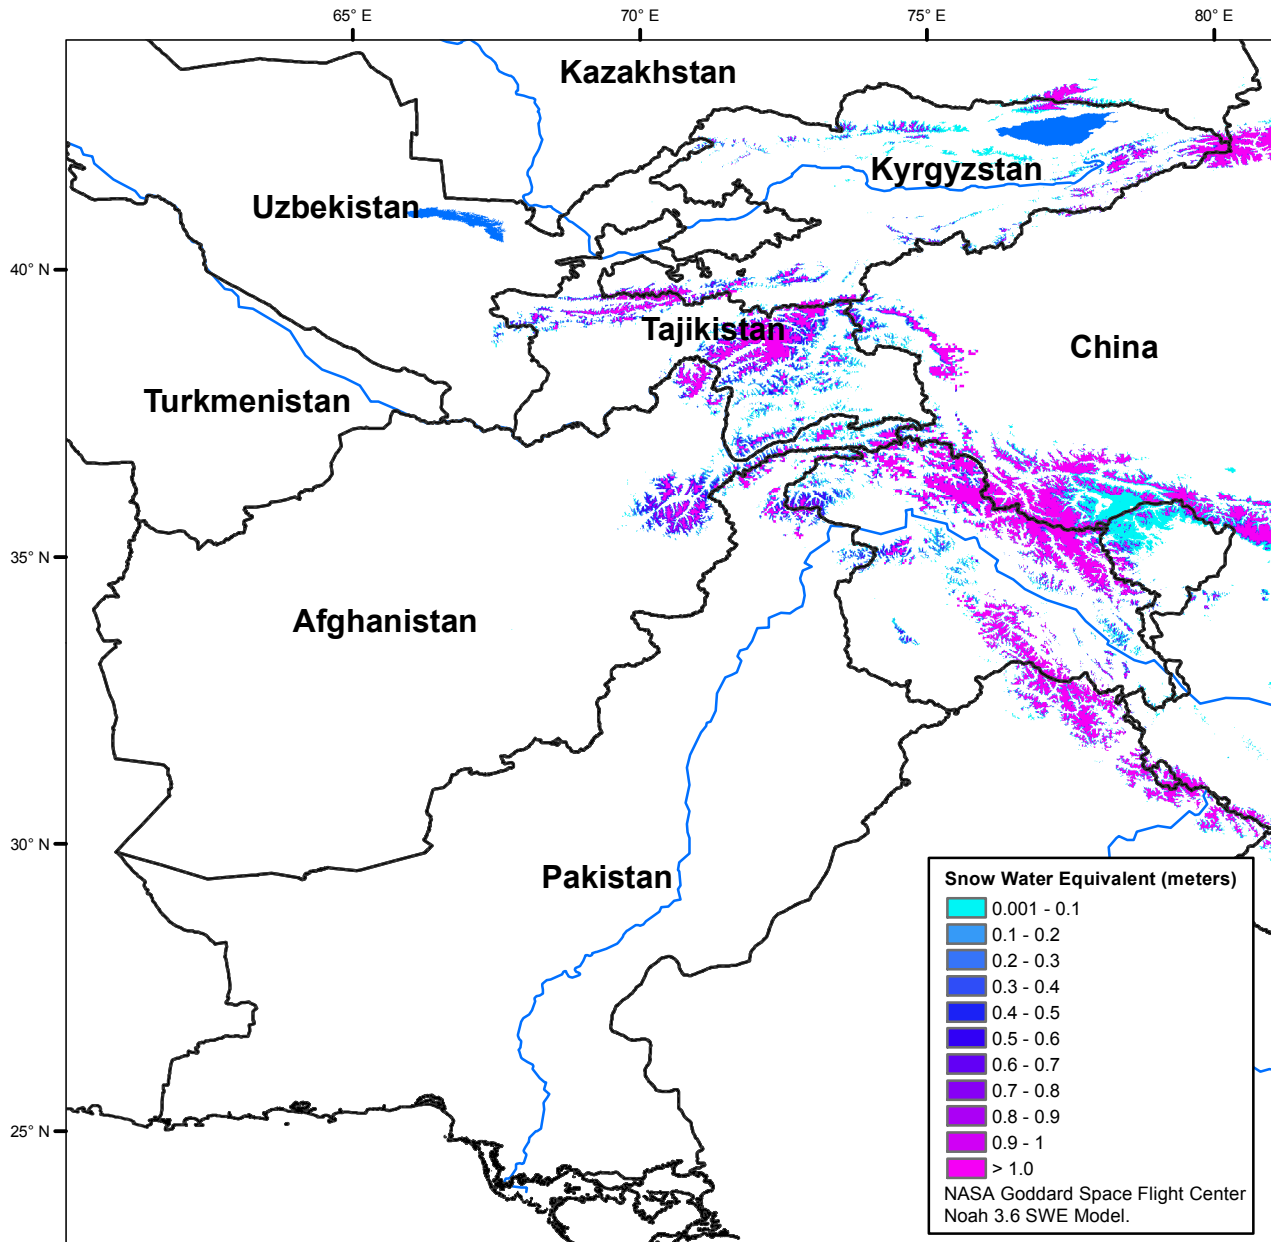 65° E
70° E
75° E
80° E
Kazakhstan
Kyrgyzstan
Uzbekistan
40° N
Tajikistan
China
Turkmenistan
35° N
Afghanistan
30° N
Pakistan
25° N
Snow Water Equivalent (meters)
0.001 - 0.1
0.1 - 0.2
0.2 - 0.3
0.3 - 0.4
0.4 - 0.5
0.5 - 0.6
0.6 - 0.7
0.7 - 0.8
0.8 - 0.9
0.9 - 1
> 1.0
NASA Goddard Space Flight Center
Noah 3.6 SWE Model.